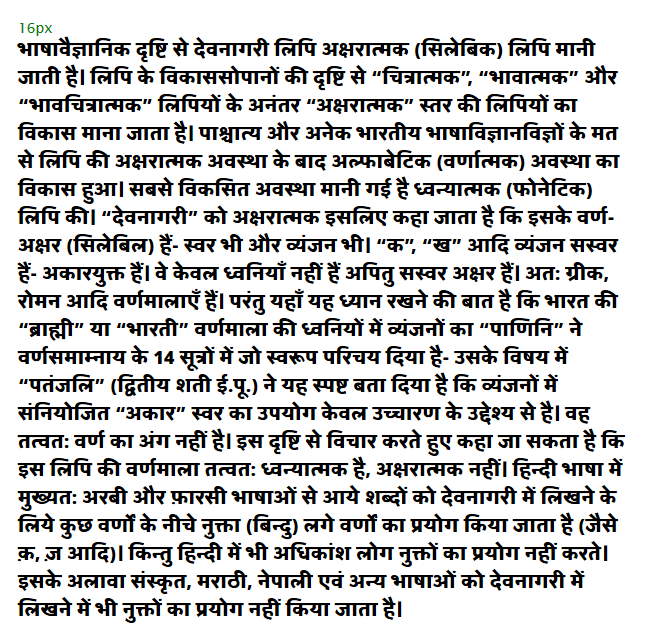 16px
भाषावैज्ञानिक दृष्टि से देवनागरी लिपि अक्षरात्मक (सिलेबिक) लिपि मानी
जाती है। लिपि के विकाससोपानों की दृष्टि से “चित्रात्मक”, “भावात्मक” और
“भावचित्रात्मक” लिपियों के अनंतर “अक्षरात्मक” स्तर की लिपियों का
विकास माना जाता है। पाश्चात्य और अनेक भारतीय भाषाविज्ञानविज्ञों के मत
से लिपि की अक्षरात्मक अवस्था के बाद अल्फाबेटिक (वर्णात्मक) अवस्था का
विकास हुआ। सबसे विकसित अवस्था मानी गई है ध्वन्यात्मक (फोनेटिक)
लिपि की। “देवनागरी” को अक्षरात्मक इसलिए कहा जाता है कि इसके वर्ण-
अक्षर (सिलेबिल) हैं- स्वर भी और व्यंजन भी। “क”, “ख” आदि व्यंजन सस्वर
हैं- अकारयुक्त हैं। वे केवल ध्वनियाँ नहीं हैं अपितु सस्वर अक्षर हैं। अत: ग्रीक,
रोमन आदि वर्णमालाएँ हैं। परंतु यहाँ यह ध्यान रखने की बात है कि भारत की
“ब्राह्मी” या “भारती” वर्णमाला की ध्वनियों में व्यंजनों का “पाणिनि” ने
वर्णसमाम्नाय के 14 सूत्रों में जो स्वरूप परिचय दिया है- उसके विषय में
“पतंजलि” (द्वितीय शती ई.पू.) ने यह स्पष्ट बता दिया है कि व्यंजनों में
संनियोजित “अकार” स्वर का उपयोग केवल उच्चारण के उद्देश्य से है। वह
तत्वत: वर्ण का अंग नहीं है। इस दृष्टि से विचार करते हुए कहा जा सकता है कि
इस लिपि की वर्णमाला तत्वत: ध्वन्यात्मक है, अक्षरात्मक नहीं। हिन्दी भाषा में
मुख्यत: अरबी और फ़ारसी भाषाओं से आये शब्दों को देवनागरी में लिखने के
लिये कुछ वर्णों के नीचे नुक्ता (बिन्दु) लगे वर्णों का प्रयोग किया जाता है (जैसे
क़, ज़ आदि)। किन्तु हिन्दी में भी अधिकांश लोग नुक्तों का प्रयोग नहीं करते।
इसके अलावा संस्कृत, मराठी, नेपाली एवं अन्य भाषाओं को देवनागरी में
लिखने में भी नुक्तों का प्रयोग नहीं किया जाता है।